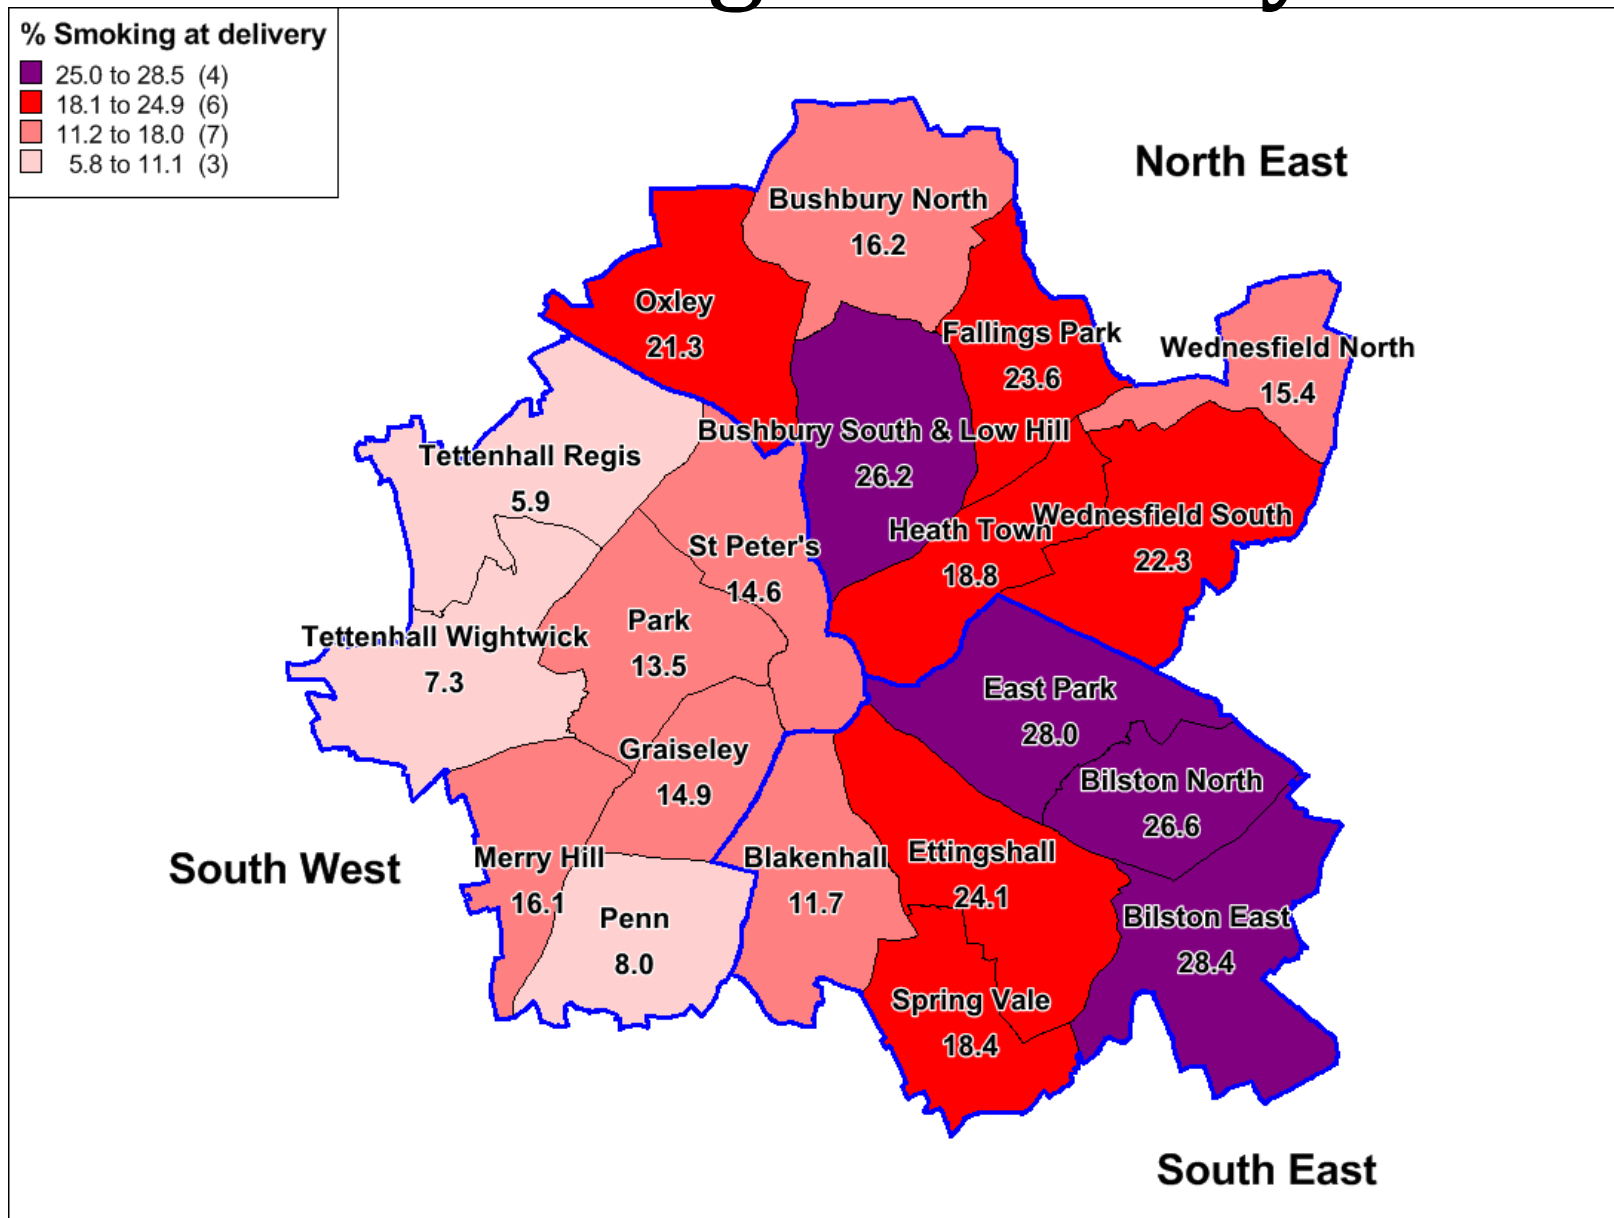 % Smoking at delivery
25.0 to 28.5 (4)
18.1 to 24.9 (6)
11.2 to 18.0 (7)
5.8 to 11.1 (3)
North East
Bushbury North
16.2
Oxley
21.3
Fallings Park
23.6
Wednesfield North
15.4
Bushbury South & Low Hill
26.2
Tettenhall Regis
5.9
Heath Town
18.8
Wednesfield South
22.3
St Peter's
14.6
Park
13.5
Tettenhall Wightwick
7.3
East Park
28.0
Graiseley
14.9
Bilston North
26.6
South West
Merry Hill
16.1
Blakenhall
11.7
Ettingshall
24.1
Penn
8.0
Bilston East
28.4
Spring Vale
18.4
South East